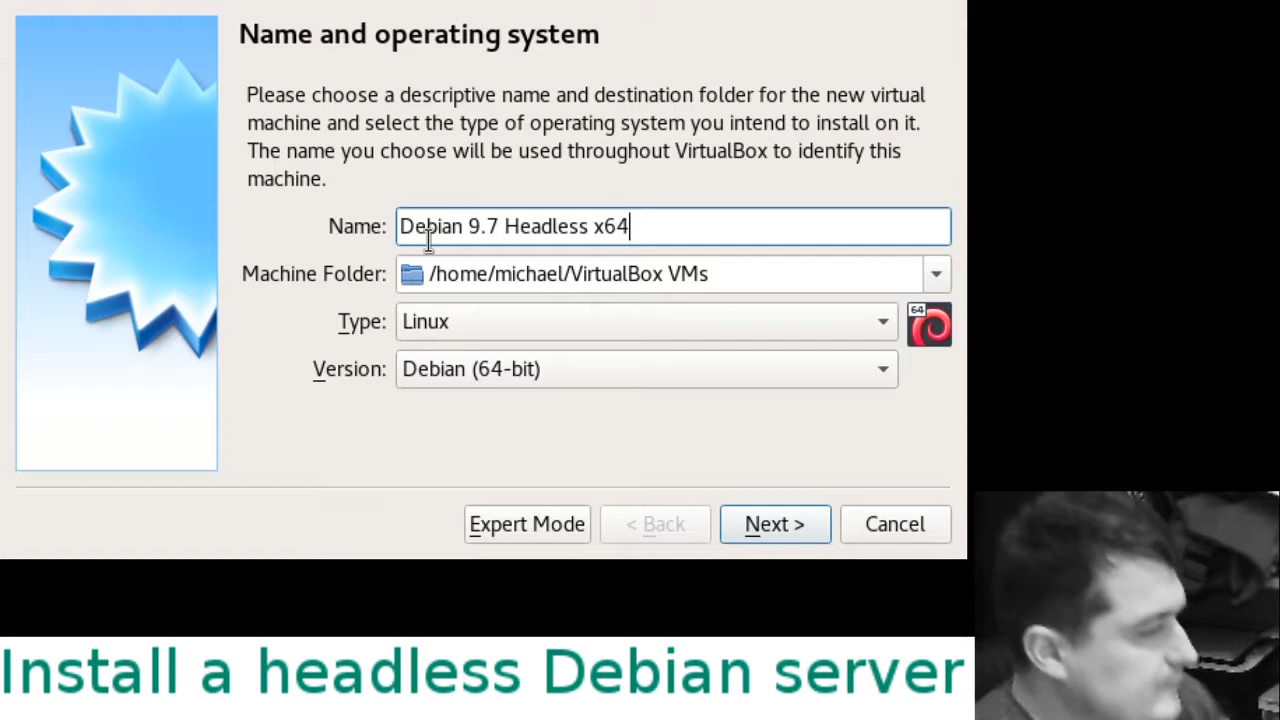 Name and operating system
Please choose a descriptive name and destination folder for the new virtual
machine and select the type of operating system you intend to install on it.
The name you choose will be used throughout VirtualBox to identify this
machine.
Name: Debian 9.7 Headless x64
Machine Folder: /home/michael/VirtualBox VMs
Type: Linux 64
Version: Debian (64-bit)
Expert Mode < Back Next > Cancel
Install a headless Debian server